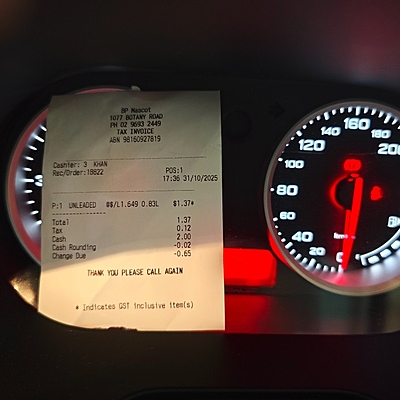 BP Mascot
1077 BOTANY ROAD
PH 02 9693 2449
TAX INVOICE
ABN 98160927819
Cashier: 3 KHAN
Rec/Order:18622
POS:1
17:36 31/10/2025
P:1 UNLEADED @$/L1.649 0.83L $1.37*
Total 1.37
Tax 0.12
Cash 2.00
Cash Rounding -0.02
Change Due -0.65
THANK YOU PLEASE CALL AGAIN
* Indicates GST inclusive item(s)
20
40
60
80
100
120
140
160
180
200